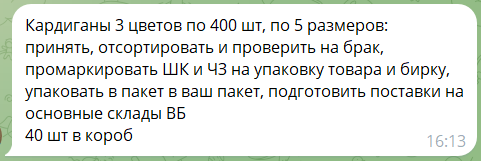 Кардиганы 3 цветов по 400 шт, по 5 размеров:
принять, отсортировать и проверить на брак,
промаркировать ШК и ЧЗ на упаковку товара и бирку,
упаковать в пакет в ваш пакет, подготовить поставки на
основные склады ВБ
40 шт в короб
16:13